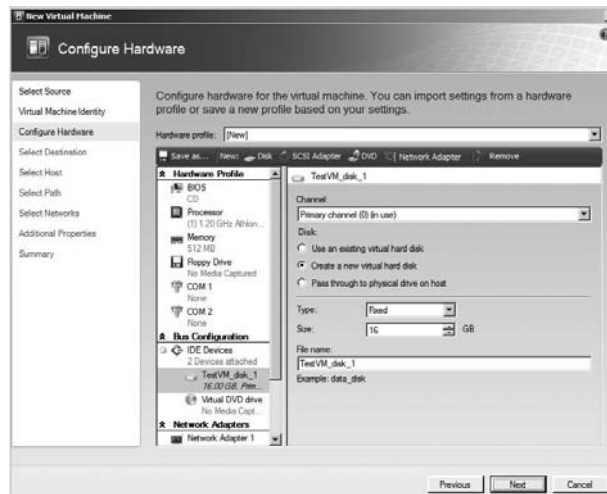 New Virtual Machine
Configure Hardware
Select Source
Virtual Machine Identity
Configure Hardware
Select Destination
Select Host
Select Path
Select Networks
Additional Properties
Summary
Configure hardware for the virtual machine. You can import settings from a hardware
profile or save a new profile based on your settings.
Hardware profile: [New]
Save as... New: Disk SCSI Adapter DVD Network Adapter Remove
Hardware Profile
BIOS
CD
Processor
(1) 1.20 GHz Athlon...
Memory
512 MB
Floppy Drive
No Media Captured
COM 1
None
COM 2
None
Bus Configuration
IDE Devices
2 Devices attached
TestVM_disk_1
16.00 GB, Prim...
Virtual DVD drive
No Media Capt...
Network Adapters
Network Adapter 1
TestVM_disk_1
Channel:
Primary channel (0) (in use)
Disk:
Use an existing virtual hard disk
Create a new virtual hard disk
Pass through to physical drive on host
Type: Fixed
Size: 16 GB
File name:
TestVM_disk_1
Example: data_disk
Previous Next Cancel